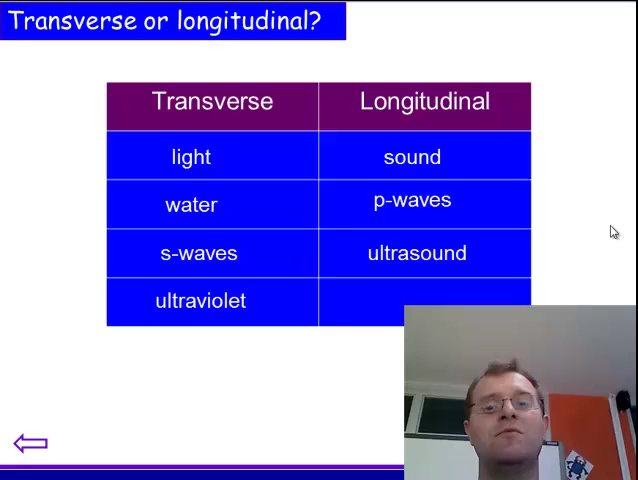 Transverse or longitudinal?
Transverse Longitudinal
light sound
water p-waves
s-waves ultrasound
ultraviolet